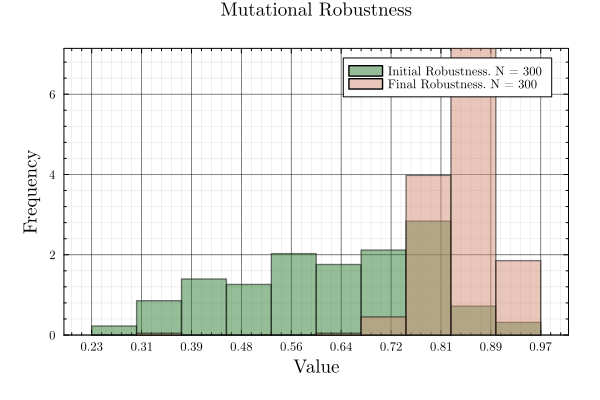 Mutational Robustness
Initial Robustness. N = 300
Final Robustness. N = 300
Frequency
6
4
2
0
0.23 0.31 0.39 0.48 0.56 0.64 0.72 0.81 0.89 0.97
Value